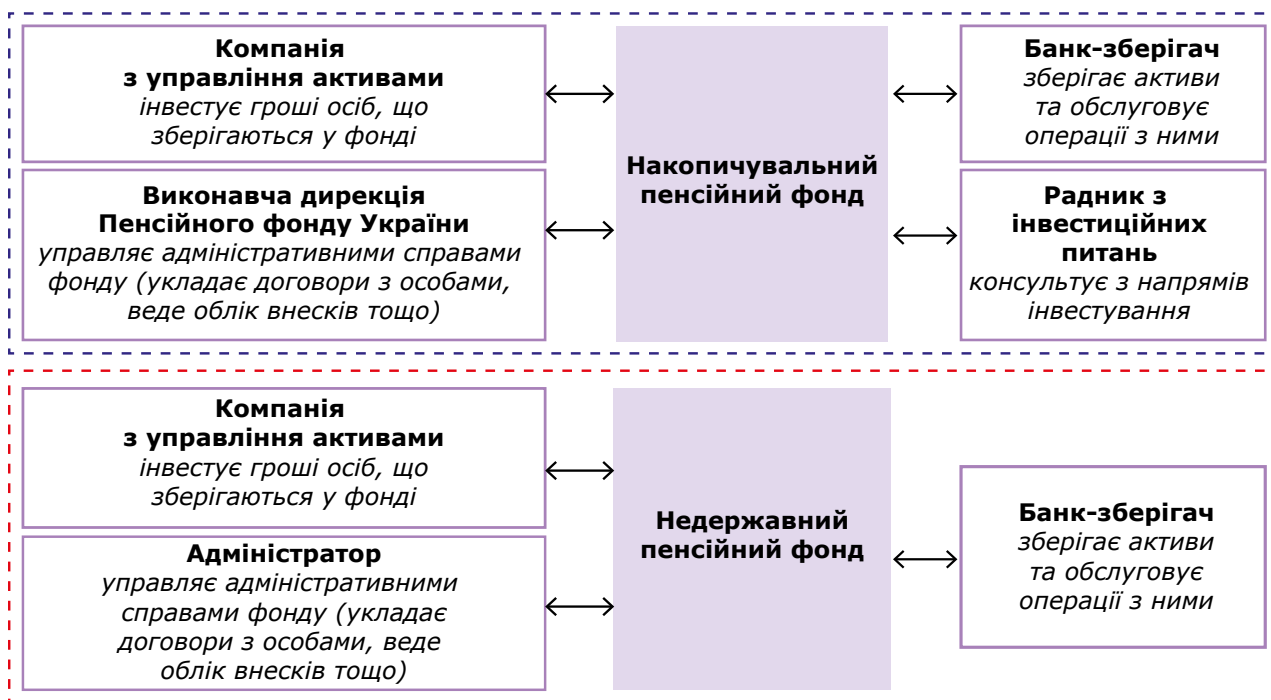 Компанія
з управління активами
інвестує гроші осіб, що
зберігаються у фонді
Виконавча дирекція
Пенсійного фонду України
управляє адміністративними справами
фонду (укладає договори з особами,
веде облік внесків тощо)
Накопичувальний
пенсійний фонд
Банк-зберігач
зберігає активи
та обслуговує
операції з ними
Радник з
інвестиційних
питань
консультує з напрямів
інвестування
Компанія
з управління активами
інвестує гроші осіб, що
зберігаються у фонді
Адміністратор
управляє адміністративними
справами фонду (укладає
договори з особами, веде
облік внесків тощо)
Недержавний
пенсійний фонд
Банк-зберігач
зберігає активи
та обслуговує
операції з ними